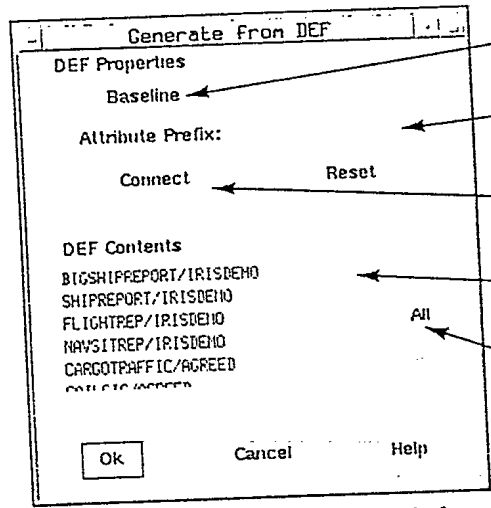 Generate from DEF
DEF Properties
Baseline
Attribute Prefix:
Connect Reset
DEF Contents
BIGSHIPREPORT/IRISDEMO
SHIPREPORT/IRISDEMO
FLIGHTREP/IRISDEMO
All
NAVSITREP/IRISDEMO
CARGOTRAFFIC/AGREED
Ok Cancel Help